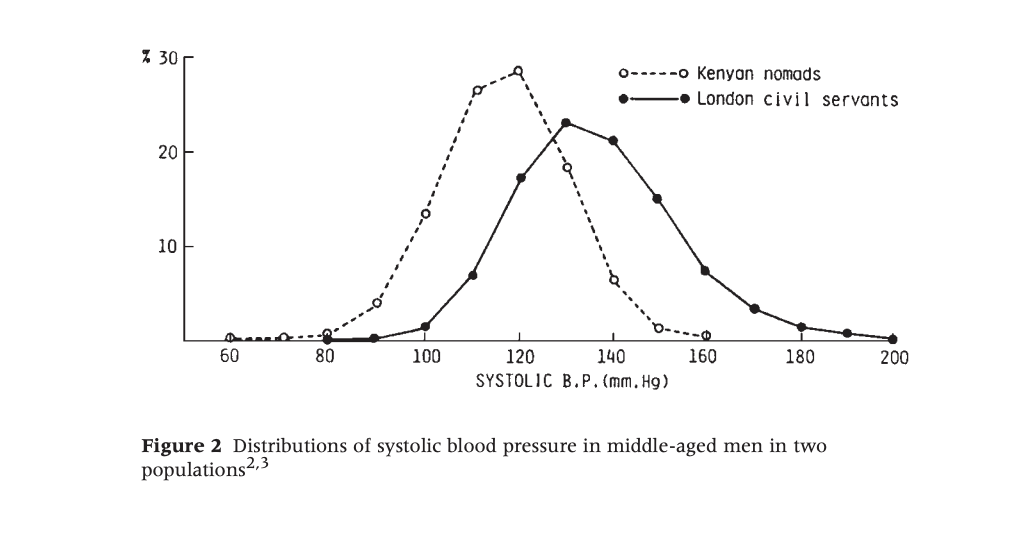 % 30
Kenyan nomads
London civil servants
20
10
60 80 100 120 140 160 180 200
SYSTOLIC B.P.(mm.Hg)
Figure 2 Distributions of systolic blood pressure in middle-aged men in two
populations2,3